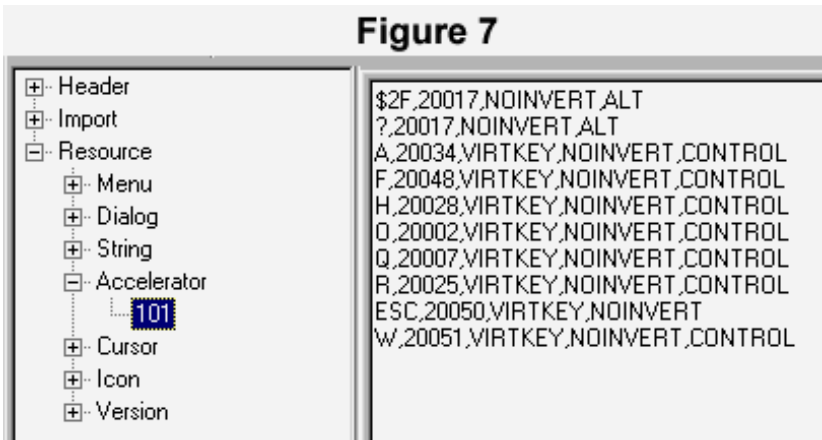 Figure 7
Header
Import
Resource
Menu
Dialog
String
Accelerator
101
Cursor
Icon
Version
$2F,20017,NOINVERT,ALT
?,20017,NOINVERT,ALT
A,20034,VIRTKEY,NOINVERT,CONTROL
F,20048,VIRTKEY,NOINVERT,CONTROL
H,20028,VIRTKEY,NOINVERT,CONTROL
O,20002,VIRTKEY,NOINVERT,CONTROL
Q,20007,VIRTKEY,NOINVERT,CONTROL
R,20025,VIRTKEY,NOINVERT,CONTROL
ESC,20050,VIRTKEY,NOINVERT
W,20051,VIRTKEY,NOINVERT,CONTROL